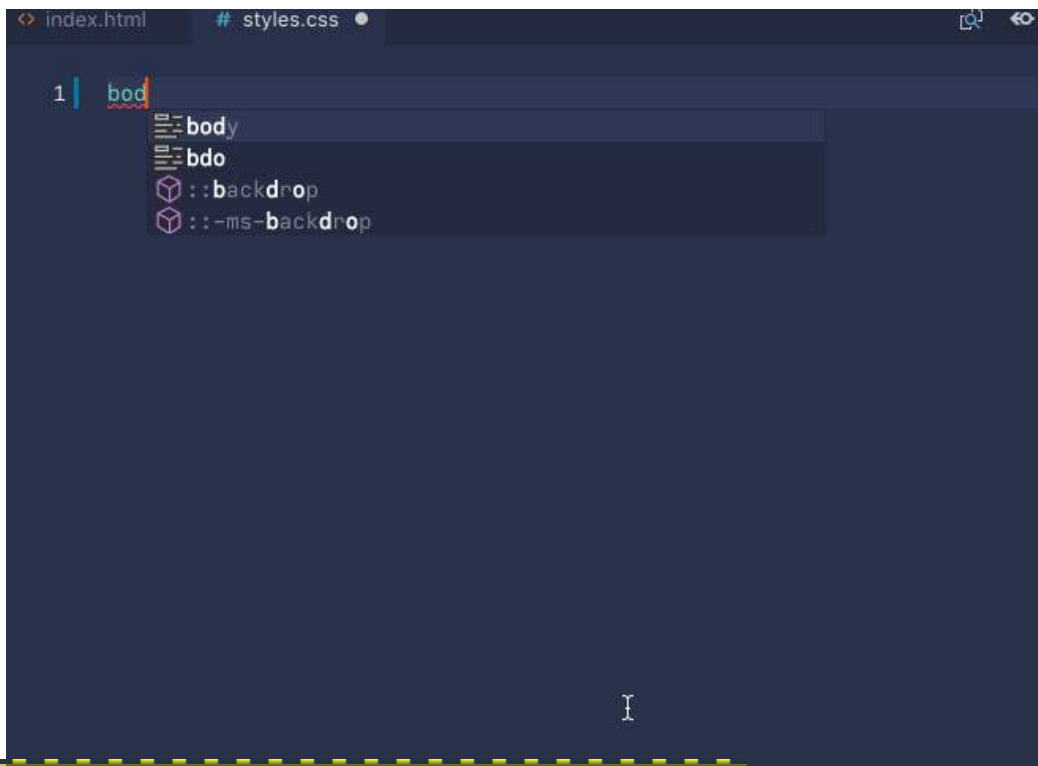 <> index.html # styles.css ●
1 bod
body
bdo
::backdrop
::-ms-backdrop